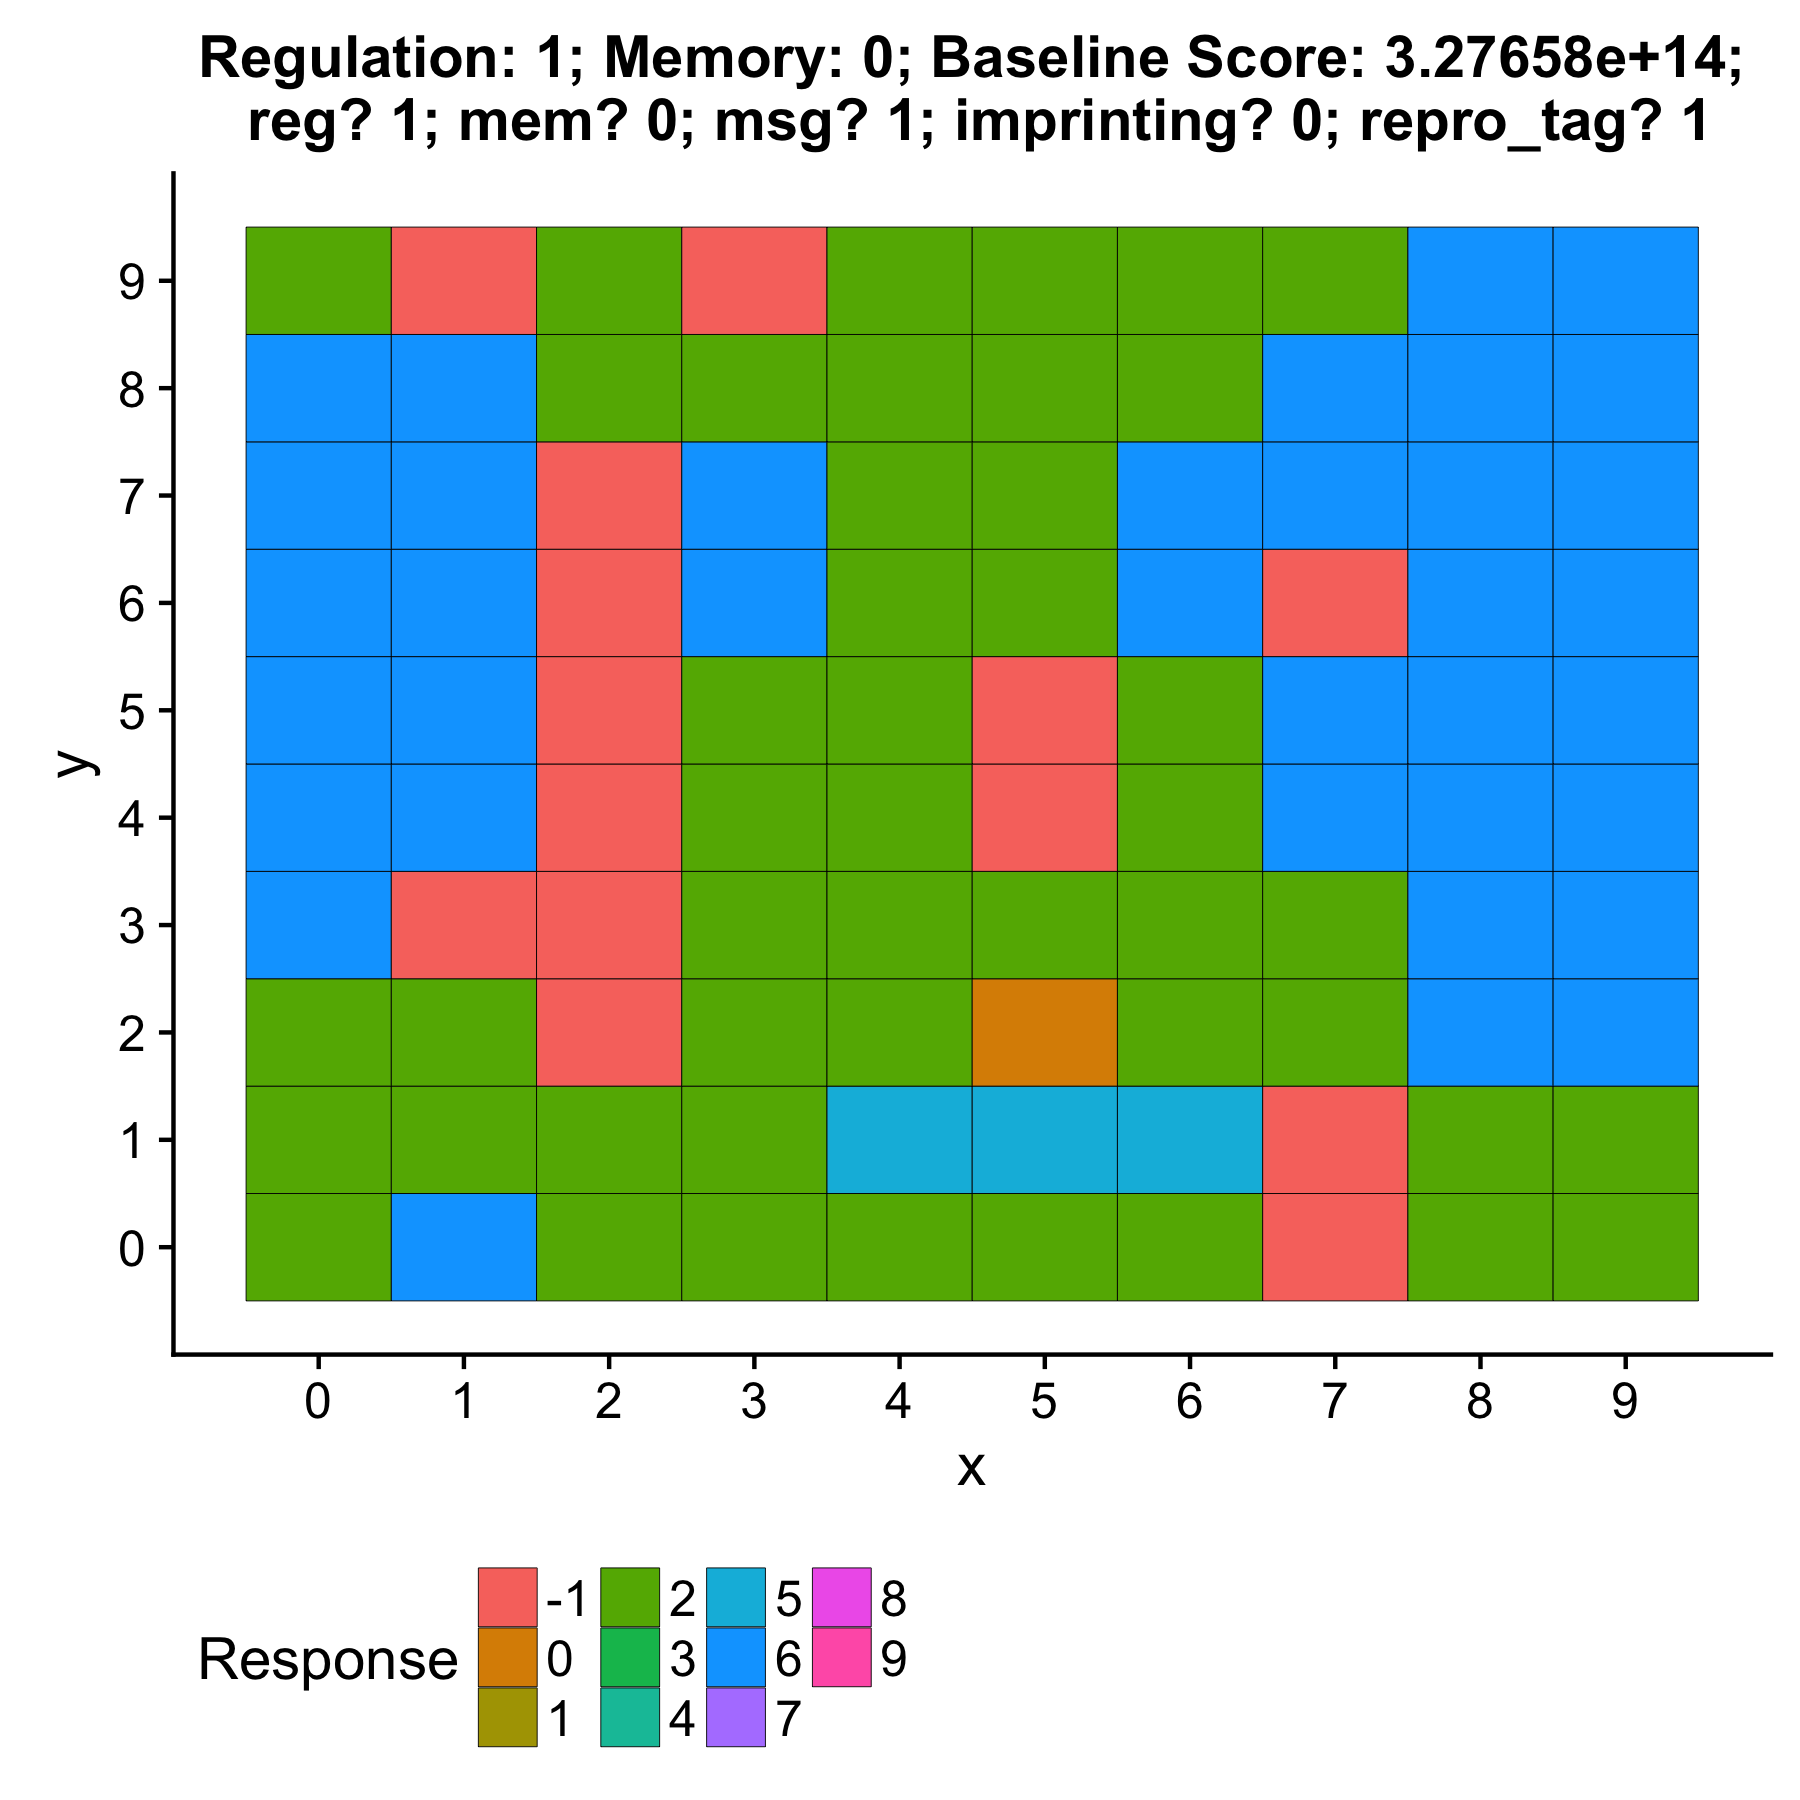 Regulation: 1; Memory: 0; Baseline Score: 3.27658e+14;
reg? 1; mem? 0; msg? 1; imprinting? 0; repro_tag? 1
9
8
7
6
5
4
3
2
1
0
y
0 1 2 3 4 5 6 7 8 9
x
Response
-1 2 5 8
0 3 6 9
1 4 7